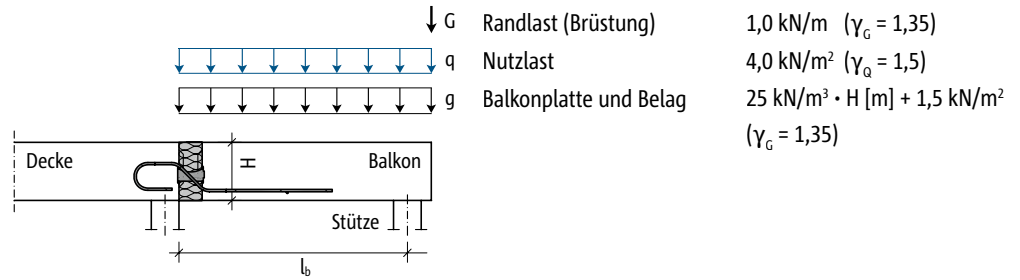 G Randlast (Brüstung) 1,0 kN/m (γG = 1,35)
q Nutzlast 4,0 kN/m² (γQ = 1,5)
g Balkonplatte und Belag 25 kN/m³ • H [m] + 1,5 kN/m²
(γG = 1,35)
Decke H Balkon
Stütze
lb